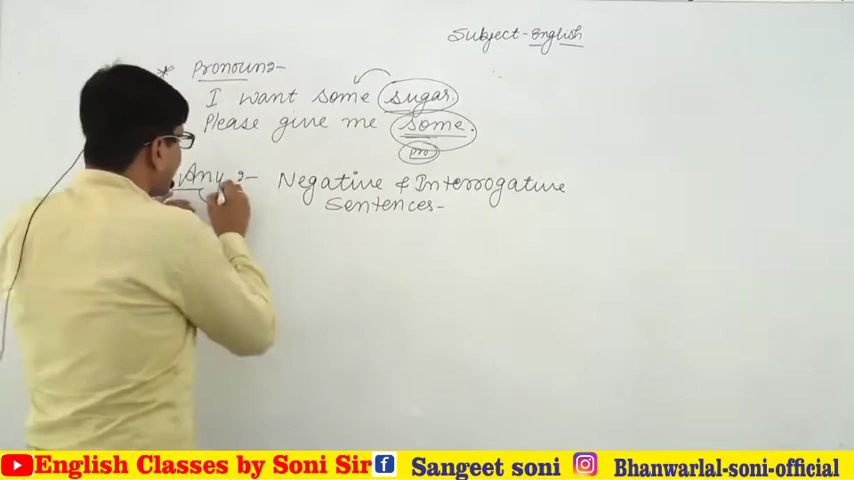 Subject - English
* Pronoun :-
I want some sugar.
Please give me some.
pro
Any :- Negative & Interrogative
Sentences -
English Classes by Soni Sir Sangeet soni Bhanwarlal-soni-official